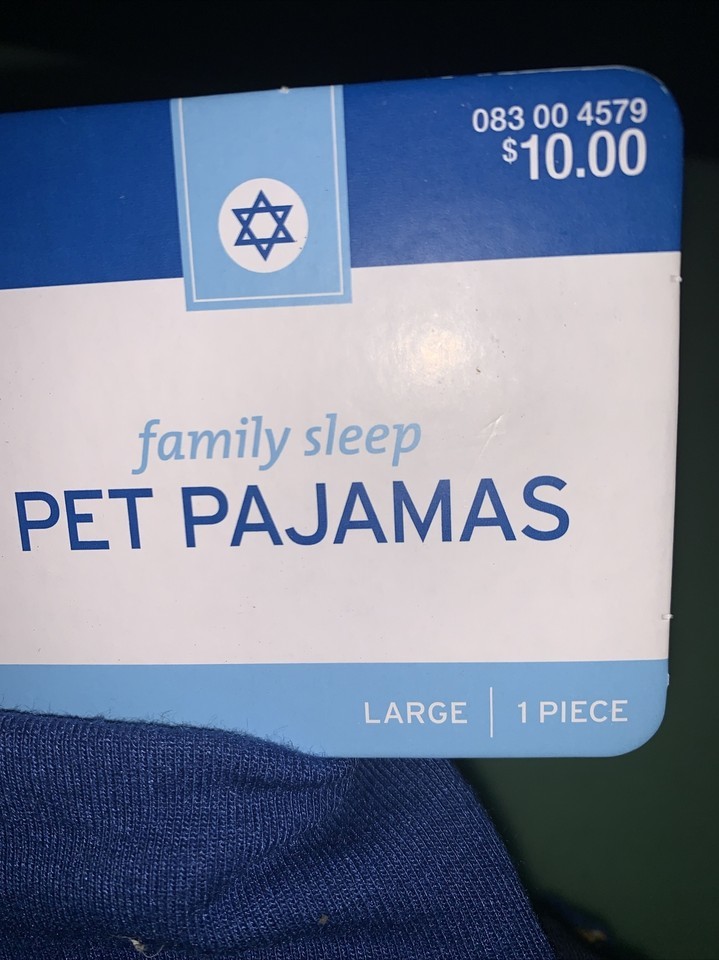 083 00 4579
$10.00
family sleep
PET PAJAMAS
LARGE | 1 PIECE